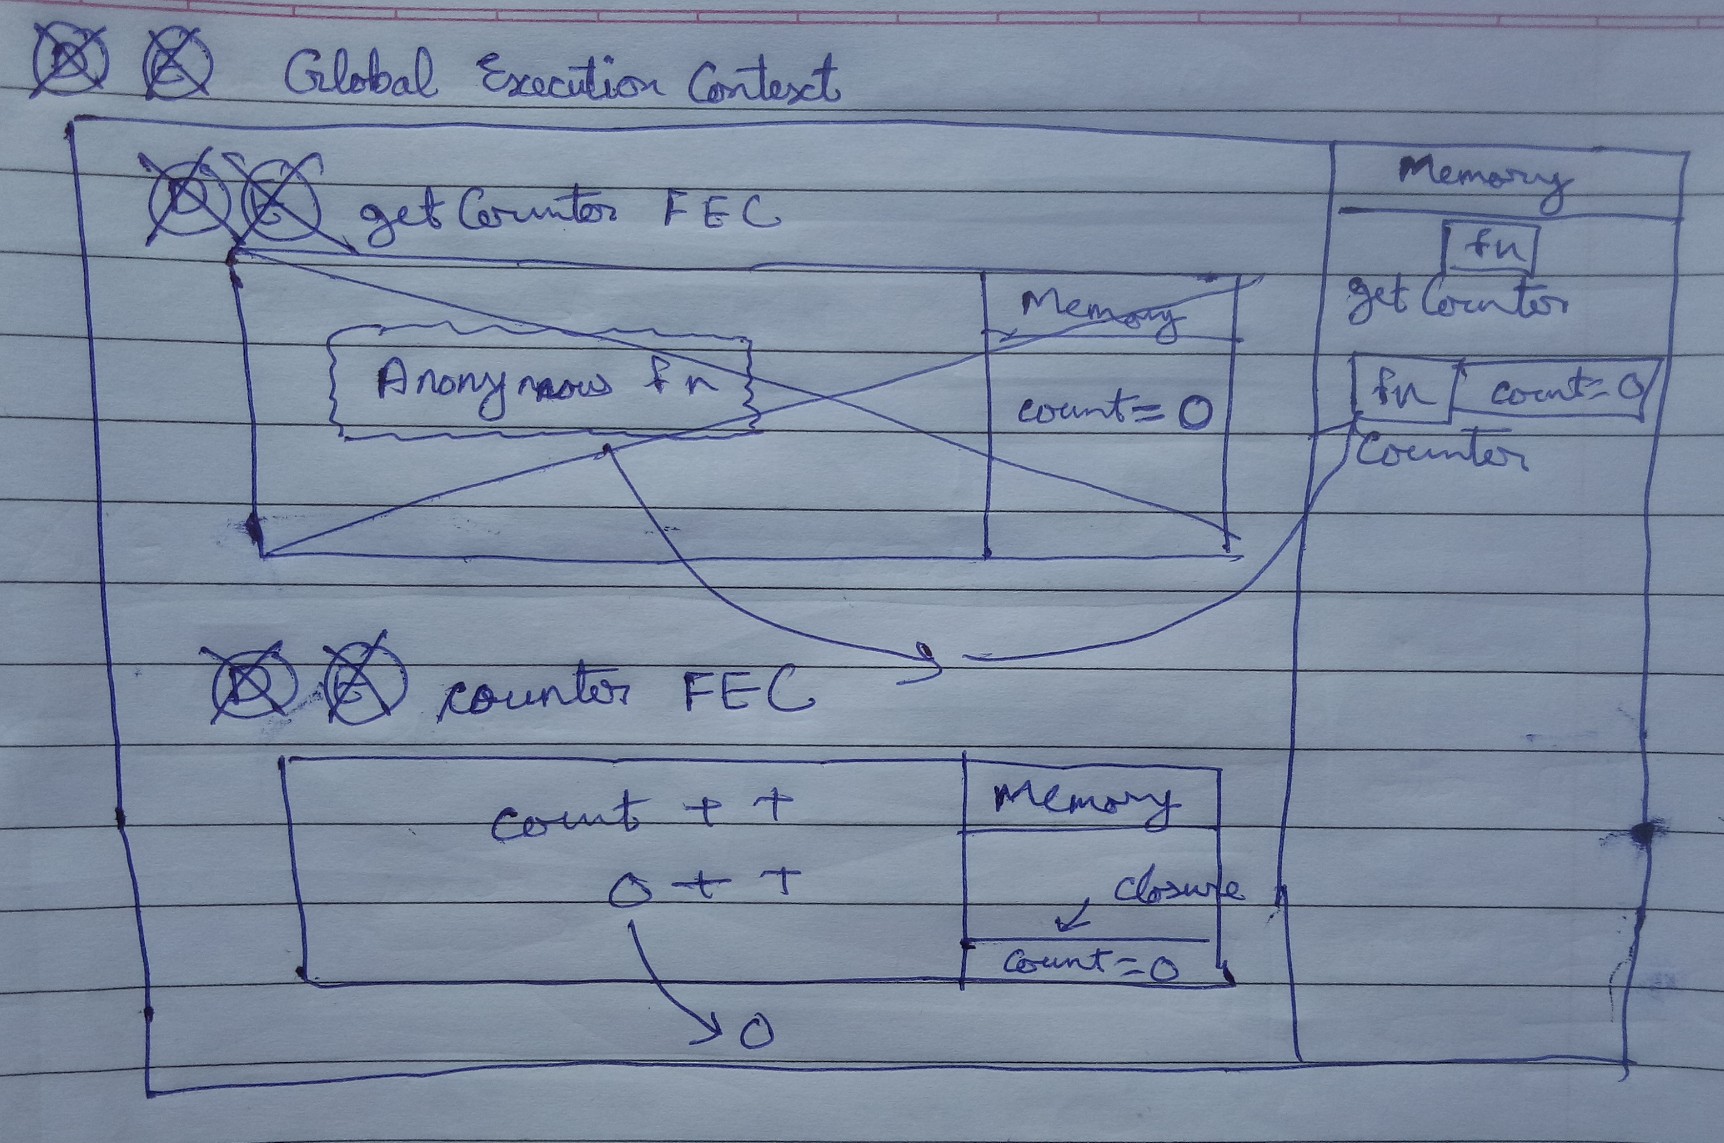 D E Global Execution Context
Memory
D E getCounter FEC
fn
getCounter
Memory
Anonymous fn
count=0
fn count=0
Counter
D E counter FEC
count ++
Memory
0++
closure
count=0
0